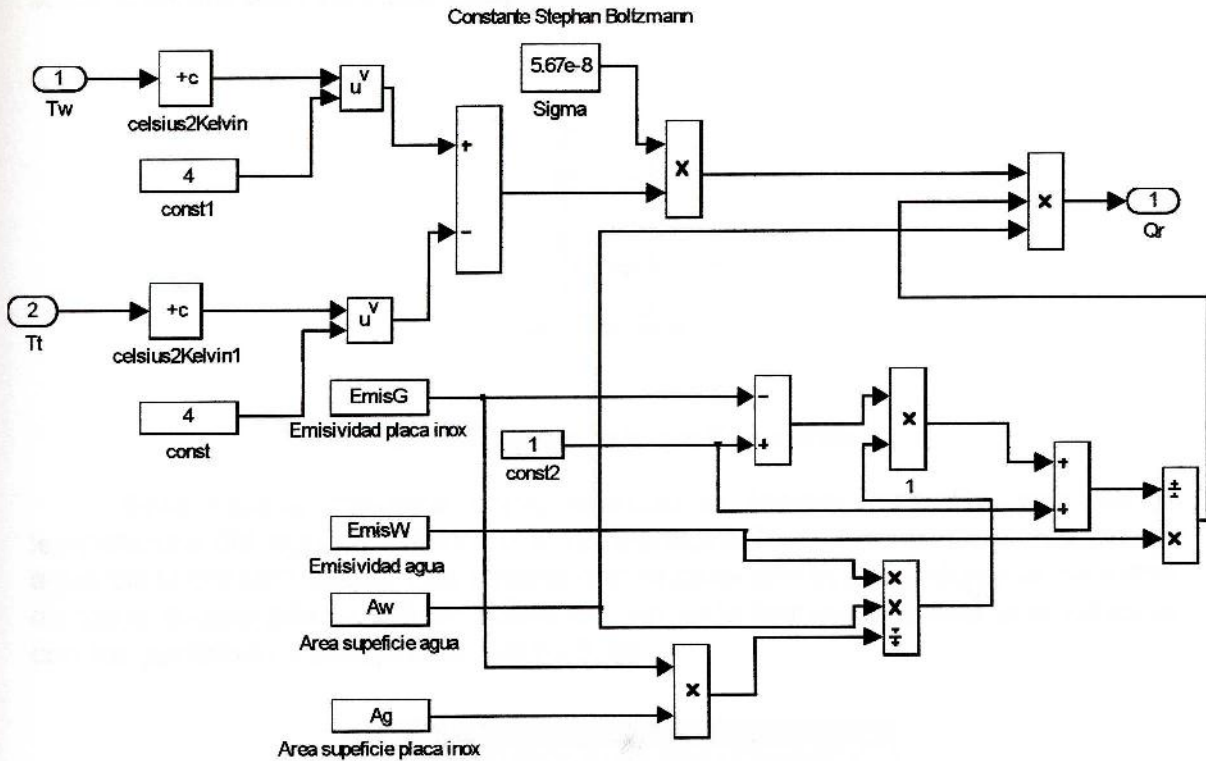 Constante Stephan Boltzmann
1
Tw
+c
celsius2Kelvin
u^v
4
const1
5.67e-8
Sigma
+
-
X
x
1
Qr
2
Tt
+c
celsius2Kelvin1
u^v
4
const
EmisG
Emisividad placa inox
1
const2
-
+
x
1
+
+
÷
x
EmisW
Emisividad agua
Aw
Area supeficie agua
x
x
÷
x
Ag
Area supeficie placa inox